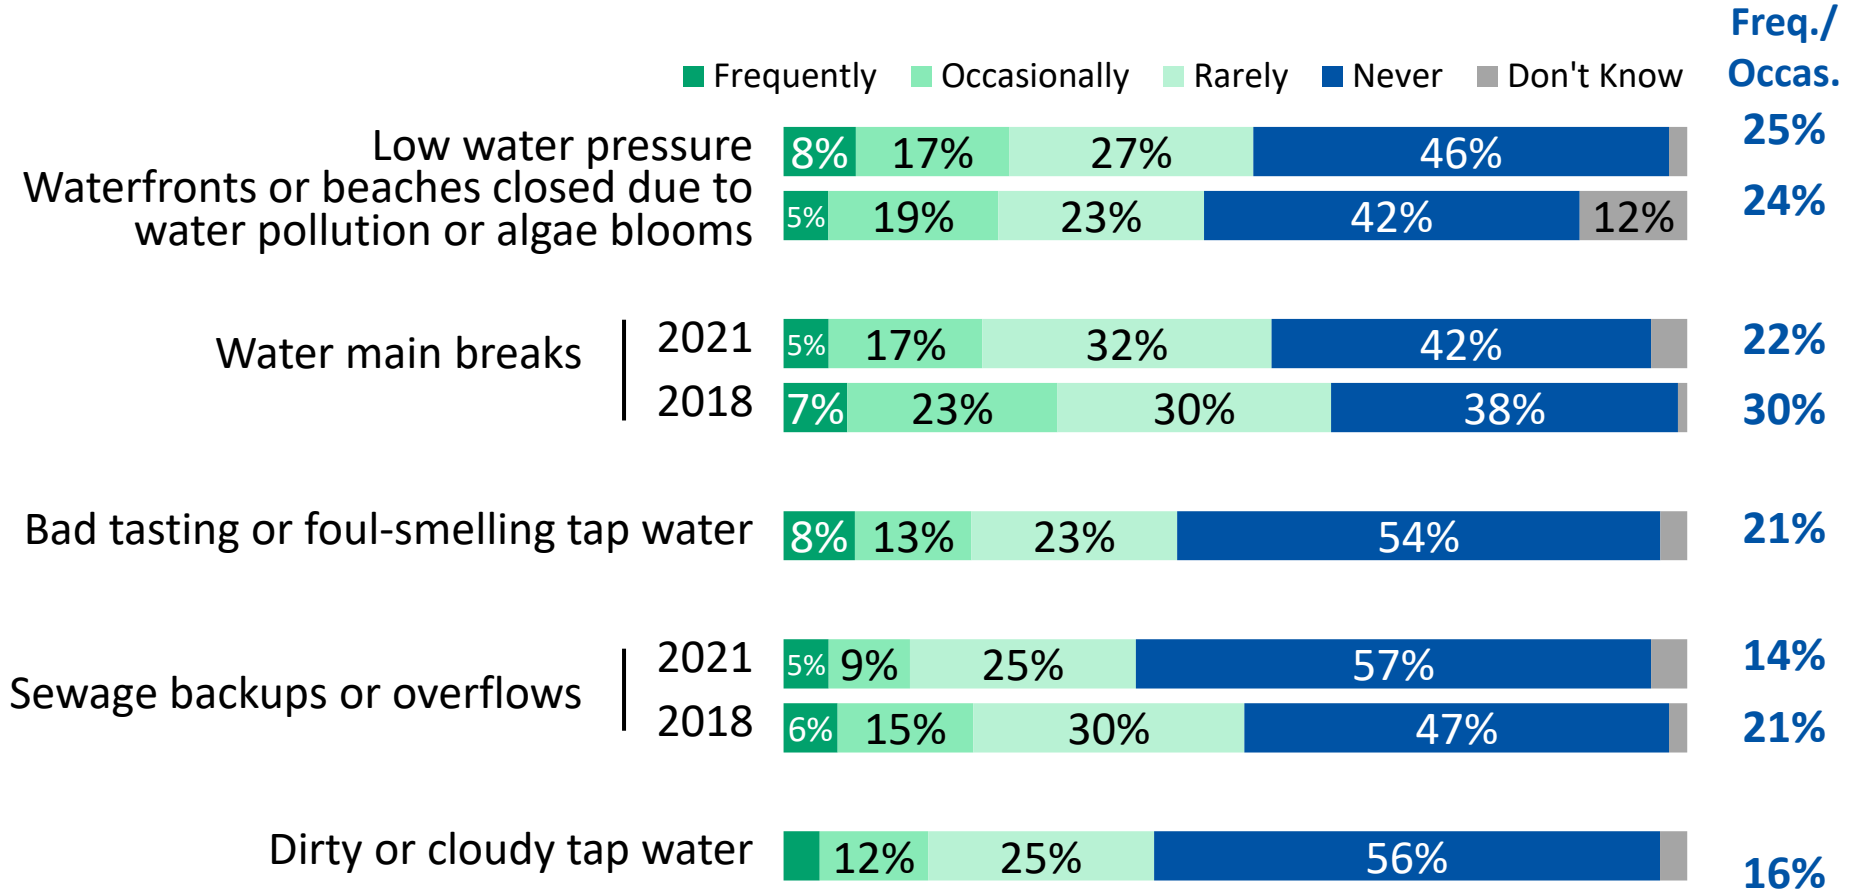 Freq./
Occas.
Frequently Occasionally Rarely Never Don't Know
Low water pressure 8% 17% 27% 46% 25%
Waterfronts or beaches closed due to
water pollution or algae blooms 5% 19% 23% 42% 12% 24%
Water main breaks
2021 5% 17% 32% 42% 22%
2018 7% 23% 30% 38% 30%
Bad tasting or foul-smelling tap water 8% 13% 23% 54% 21%
Sewage backups or overflows
2021 5% 9% 25% 57% 14%
2018 6% 15% 30% 47% 21%
Dirty or cloudy tap water 12% 25% 56% 16%